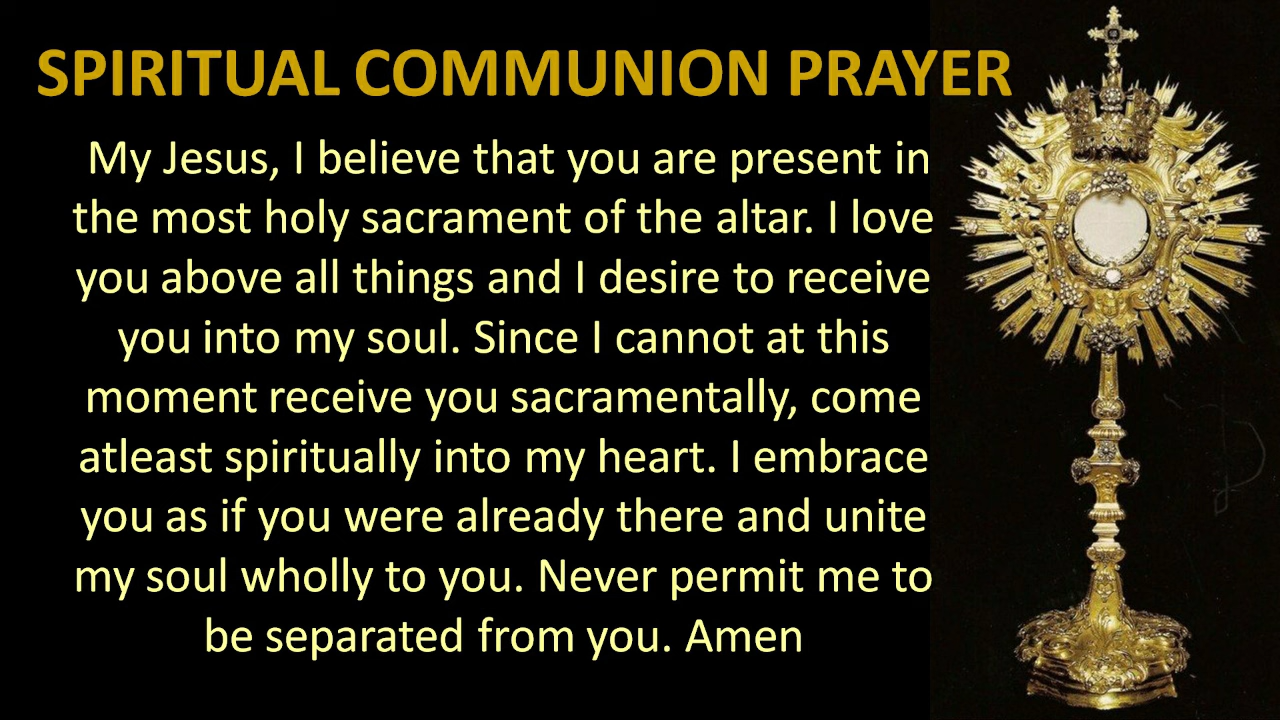 SPIRITUAL COMMUNION PRAYER
My Jesus, I believe that you are present in
the most holy sacrament of the altar. I love
you above all things and I desire to receive
you into my soul. Since I cannot at this
moment receive you sacramentally, come
atleast spiritually into my heart. I embrace
you as if you were already there and unite
my soul wholly to you. Never permit me to
be separated from you. Amen